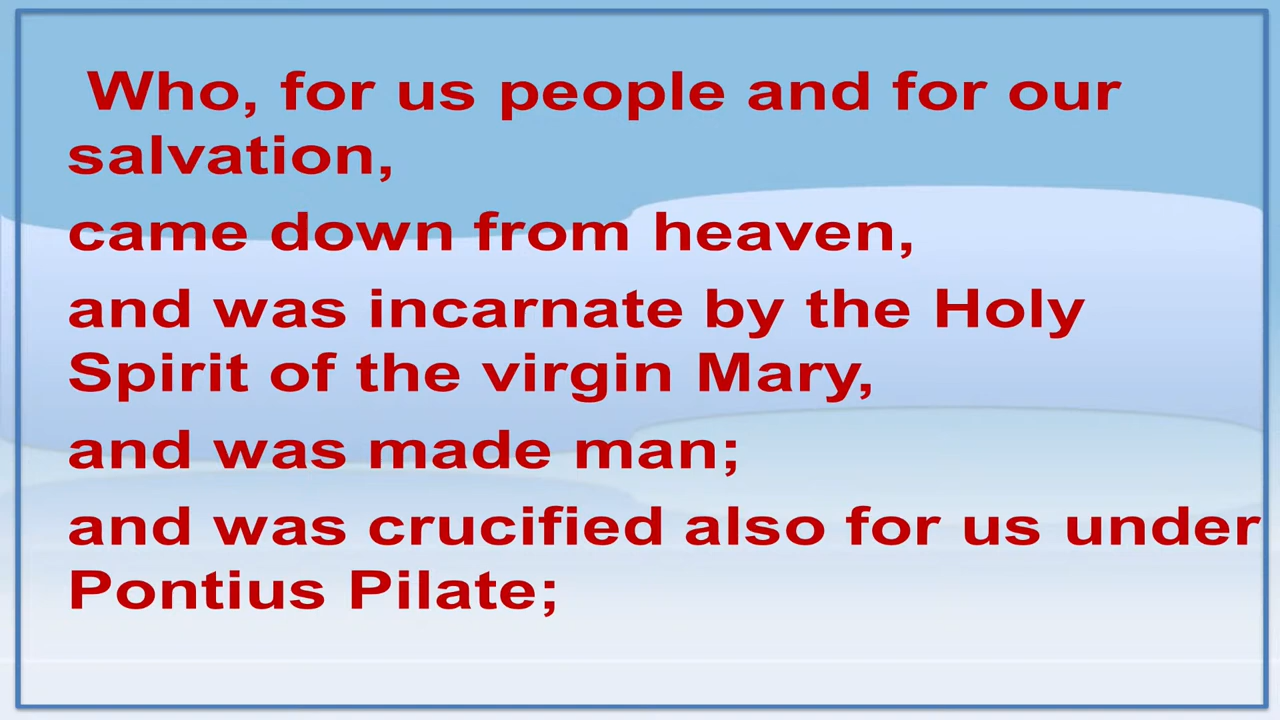 Who, for us people and for our
salvation,
came down from heaven,
and was incarnate by the Holy
Spirit of the virgin Mary,
and was made man;
and was crucified also for us under
Pontius Pilate;